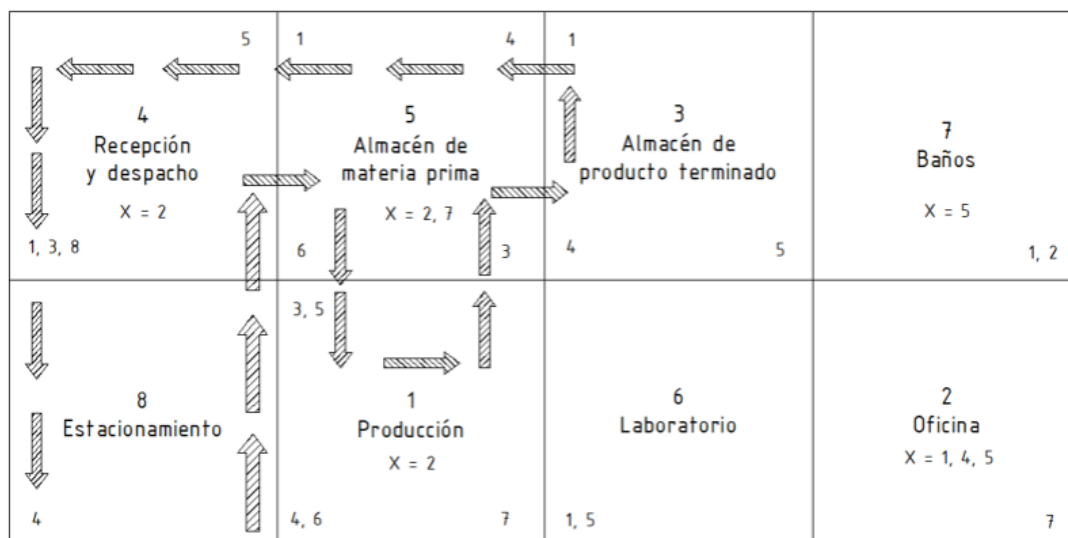 5
1
4
1
4
Recepción
y despacho
X = 2
1, 3, 8
5
Almacén de
materia prima
X = 2, 7
6
3
3
Almacén de
producto terminado
4
5
7
Baños
X = 5
1, 2
8
Estacionamiento
4
3, 5
1
Producción
X = 2
4, 6
7
6
Laboratorio
1, 5
2
Oficina
X = 1, 4, 5
7